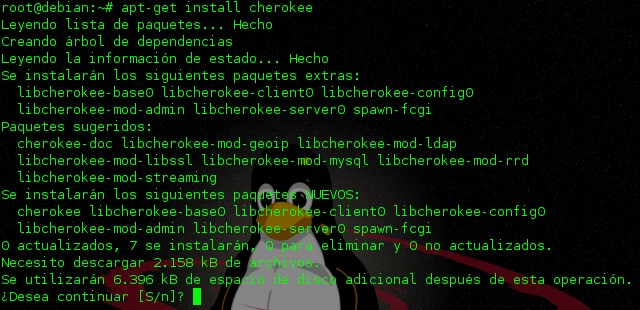 root@debian:~# apt-get install cherokee
Leyendo lista de paquetes... Hecho
Creando árbol de dependencias
Leyendo la información de estado... Hecho
Se instalarán los siguientes paquetes extras:
  libcherokee-base0 libcherokee-client0 libcherokee-config0
  libcherokee-mod-admin libcherokee-server0 spawn-fcgi
Paquetes sugeridos:
  cherokee-doc libcherokee-mod-geoip libcherokee-mod-ldap
  libcherokee-mod-libssl libcherokee-mod-mysql libcherokee-mod-rrd
  libcherokee-mod-streaming
Se instalarán los siguientes paquetes NUEVOS:
  cherokee libcherokee-base0 libcherokee-client0 libcherokee-config0
  libcherokee-mod-admin libcherokee-server0 spawn-fcgi
0 actualizados, 7 se instalarán, 0 para eliminar y 0 no actualizados.
Necesito descargar 2.158 kB de archivos.
Se utilizarán 6.396 kB de espacio de disco adicional después de esta operación.
¿Desea continuar [S/n]?